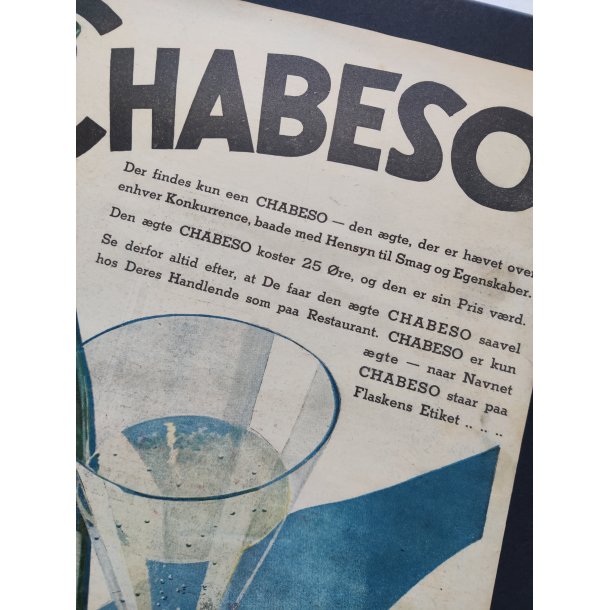 CHABESO
Der findes kun een CHABESO — den ægte, der er hævet over
enhver Konkurrence, baade med Hensyn til Smag og Egenskaber.
Den ægte CHABESO koster 25 Øre, og den er sin Pris værd.
Se derfor altid efter, at De faar den ægte CHABESO saavel
hos Deres Handlende som paa Restaurant. CHABESO er kun
ægte — naar Navnet
CHABESO staar paa
Flaskens Etiket .. .. ..